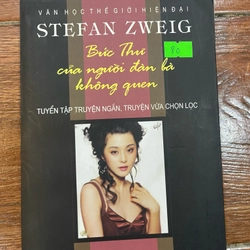 VĂN HỌC THẾ GIỚI HIỆN ĐẠI
STEFAN ZWEIG
Bức Thư
của người đàn bà
không quen
TUYỂN TẬP TRUYỆN NGẮN, TRUYỆN VỪA CHỌN LỌC